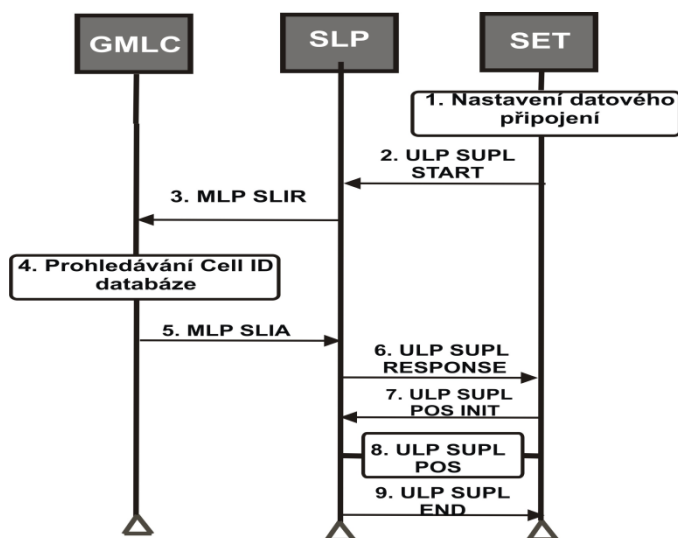 GMLC
SLP
SET
1. Nastavení datového
připojení
2. ULP SUPL
START
3. MLP SLIR
4. Prohledávání Cell ID
databáze
5. MLP SLIA
6. ULP SUPL
RESPONSE
7. ULP SUPL
POS INIT
8. ULP SUPL
POS
9. ULP SUPL
END